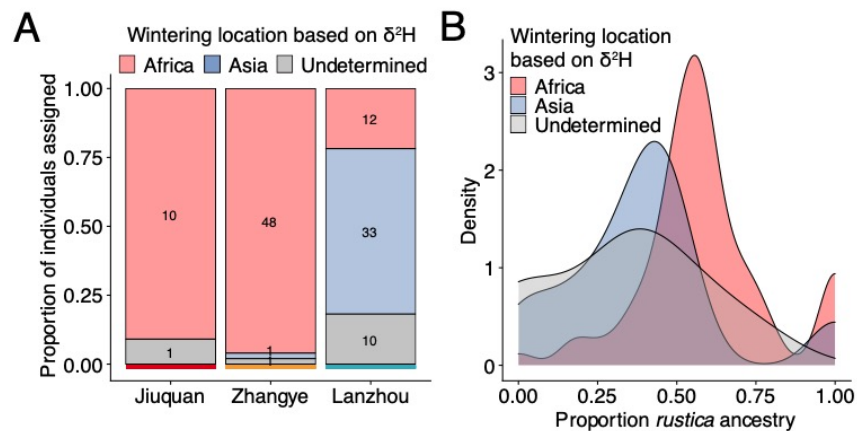 A
Wintering location based on δ²H
Africa Asia Undetermined
Proportion of individuals assigned
1.00
0.75
0.50
0.25
0.00
10
1
48
1
1
12
33
10
Jiuquan Zhangye Lanzhou
B
Wintering location
based on δ²H
Africa
Asia
Undetermined
Density
3
2
1
0
0.00 0.25 0.50 0.75 1.00
Proportion rustica ancestry